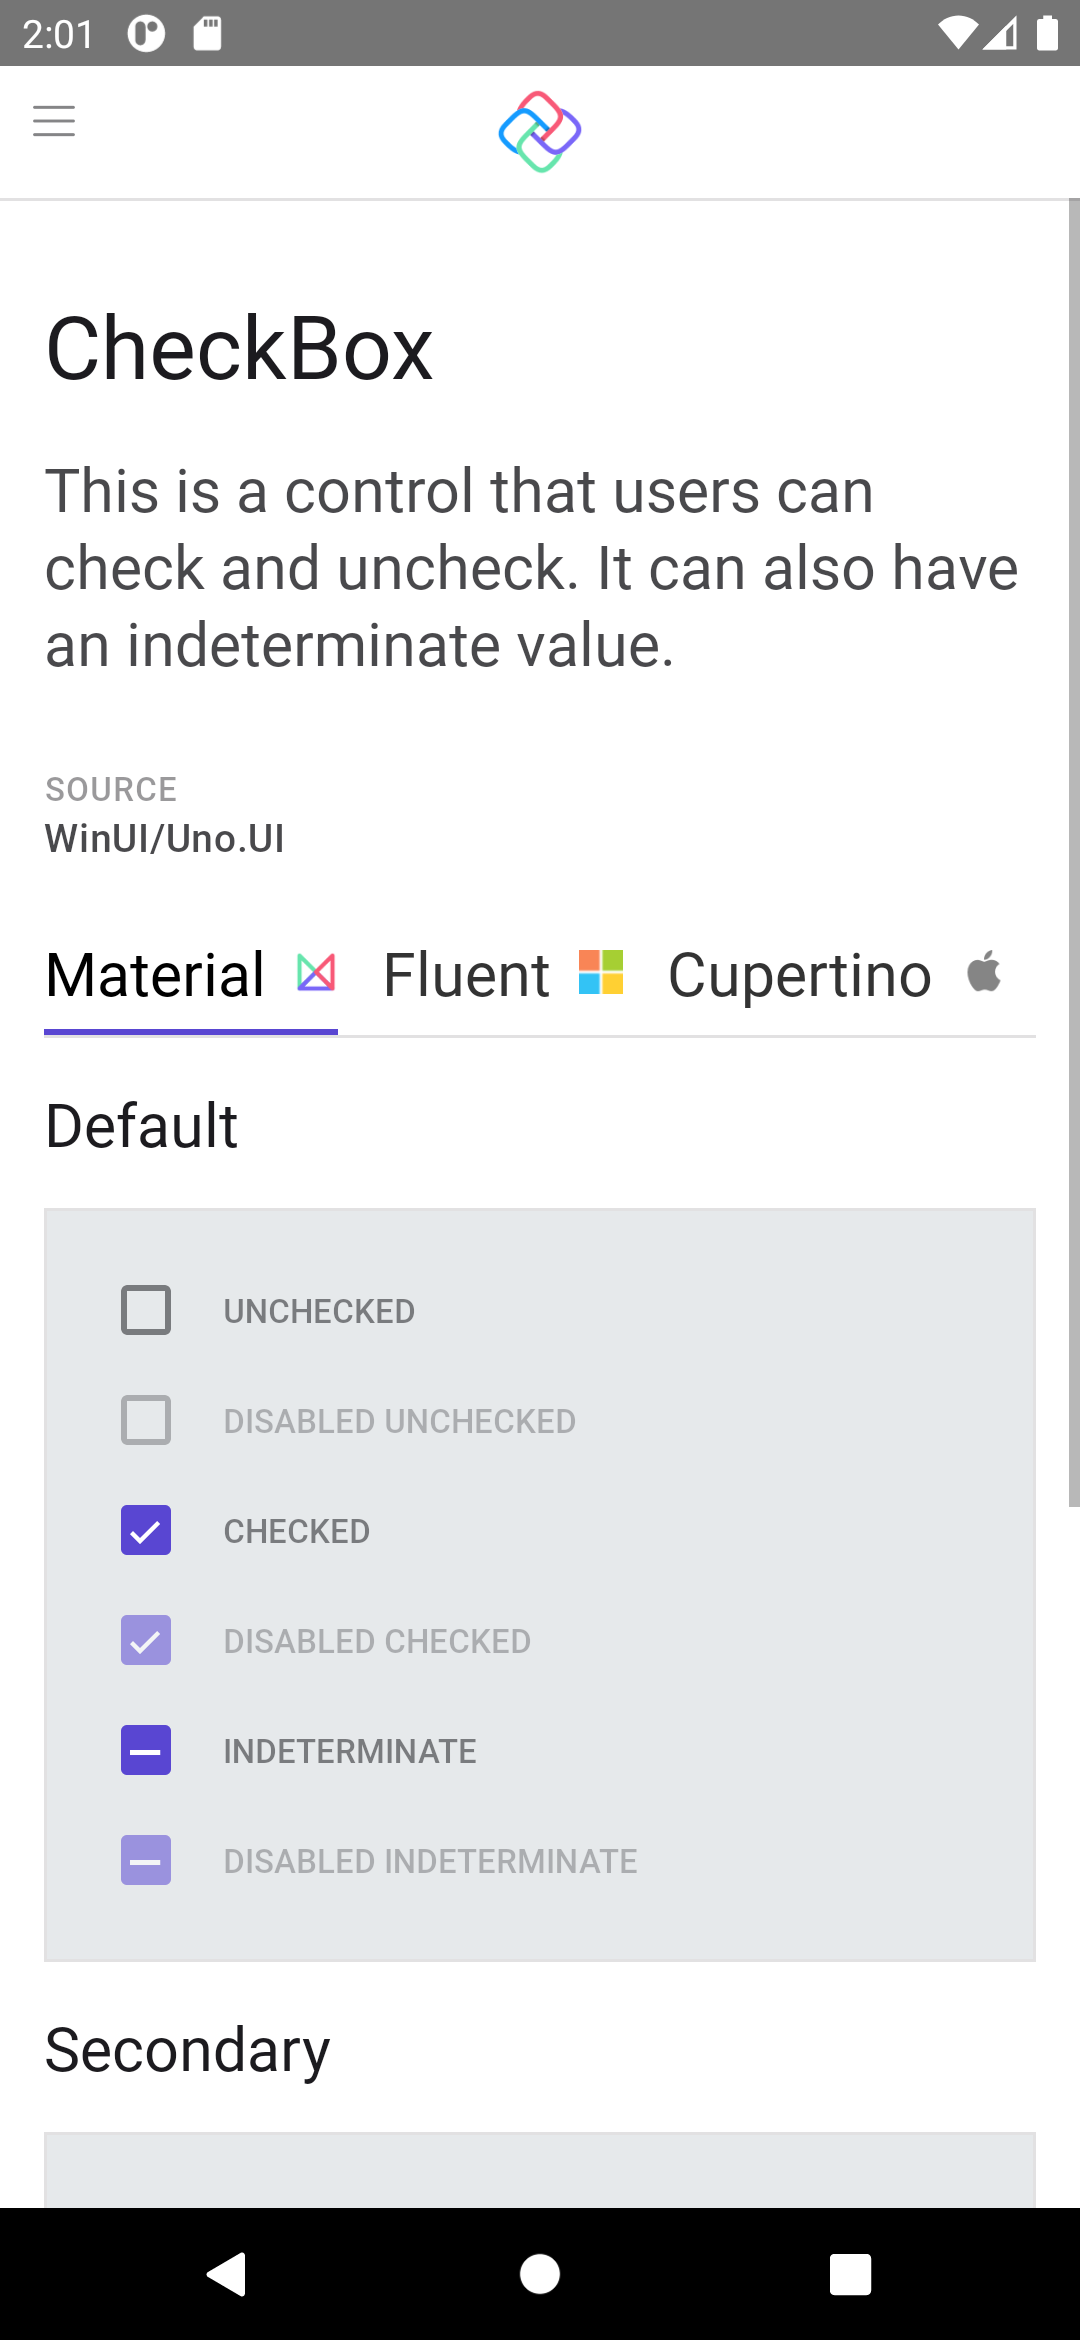 2:01
CheckBox
This is a control that users can
check and uncheck. It can also have
an indeterminate value.
SOURCE
WinUI/Uno.UI
Material Fluent Cupertino
Default
UNCHECKED
DISABLED UNCHECKED
CHECKED
DISABLED CHECKED
INDETERMINATE
DISABLED INDETERMINATE
Secondary